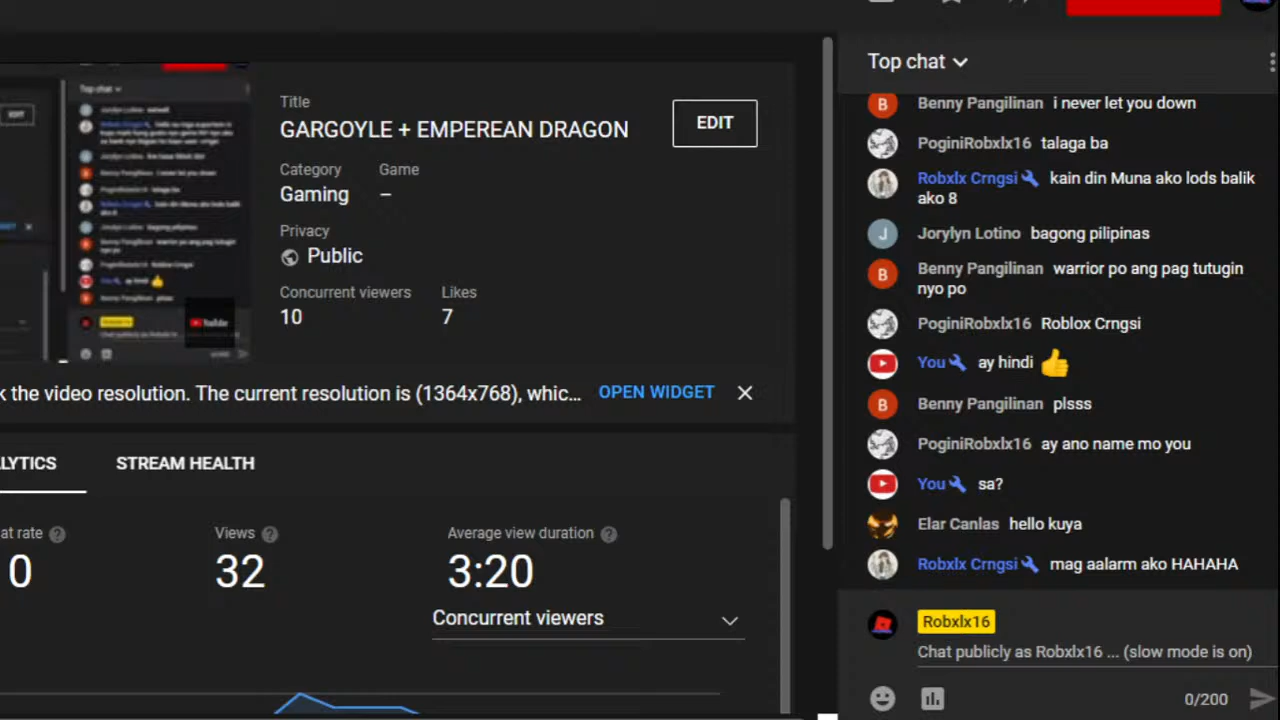 Title
GARGOYLE + EMPEREAN DRAGON
EDIT
Category Game
Gaming –
Privacy
Public
Concurrent viewers Likes
10 7
k the video resolution. The current resolution is (1364x768), whic... OPEN WIDGET
LYTICS STREAM HEALTH
at rate Views Average view duration
0 32 3:20
Concurrent viewers
Top chat
Benny Pangilinan i never let you down
PoginiRobxlx16 talaga ba
Robxlx Crngsi kain din Muna ako lods balik
ako 8
J Jorylyn Lotino bagong pilipinas
B Benny Pangilinan warrior po ang pag tutugin
nyo po
PoginiRobxlx16 Roblox Crngsi
You ay hindi
B Benny Pangilinan plsss
PoginiRobxlx16 ay ano name mo you
You sa?
Elar Canlas hello kuya
Robxlx Crngsi mag aalarm ako HAHAHA
Robxlx16
Chat publicly as Robxlx16 ... (slow mode is on)
0/200